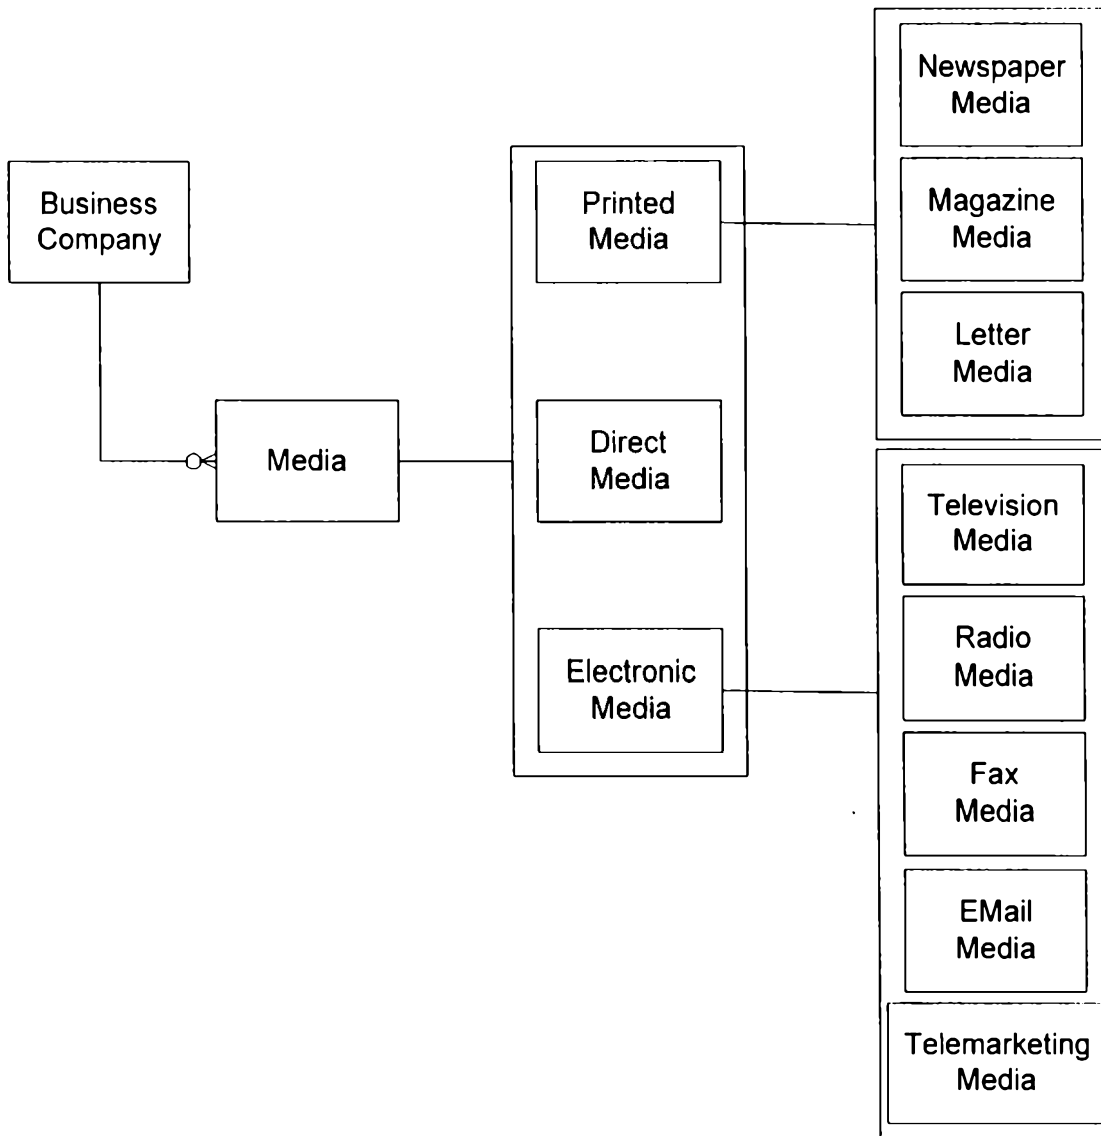 Business
Company
Media
Printed
Media
Direct
Media
Electronic
Media
Newspaper
Media
Magazine
Media
Letter
Media
Television
Media
Radio
Media
Fax
Media
EMail
Media
Telemarketing
Media